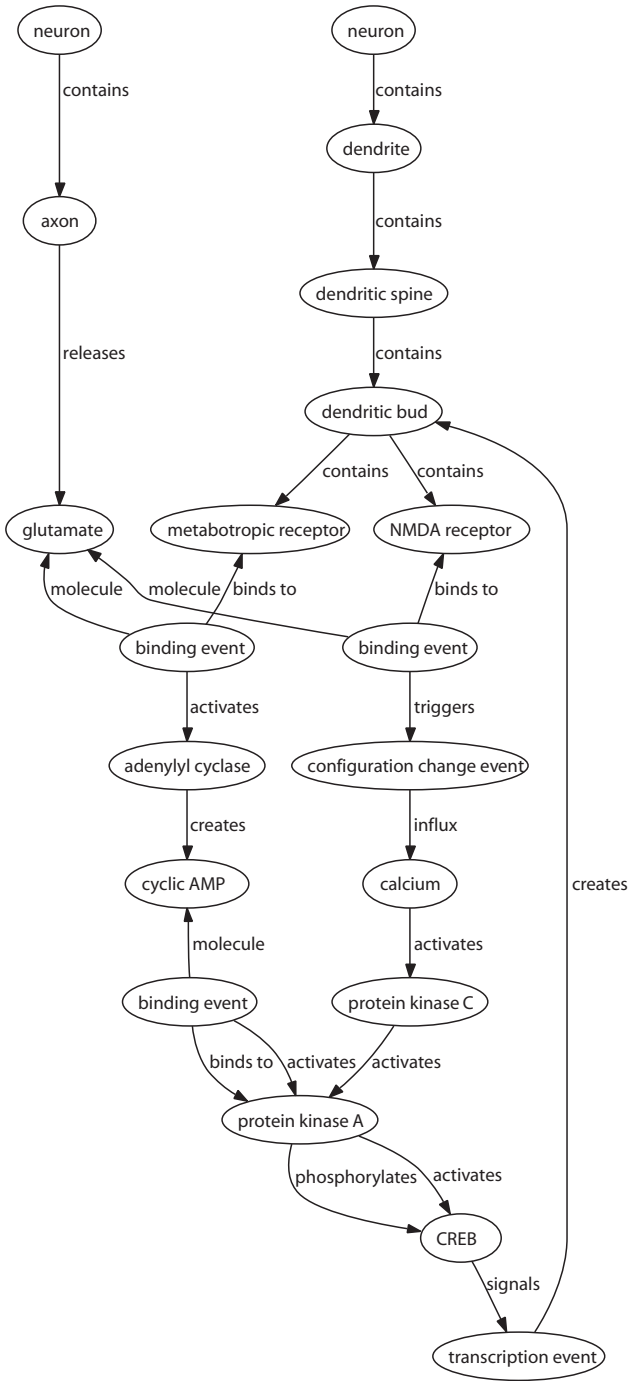 neuron
neuron
contains
contains
dendrite
axon
contains
dendritic spine
releases
contains
dendritic bud
contains
contains
glutamate
metabotropic receptor
NMDA receptor
molecule
molecule
binds to
binds to
binding event
binding event
activates
triggers
adenylyl cyclase
configuration change event
creates
influx
cyclic AMP
calcium
creates
molecule
activates
binding event
protein kinase C
binds to
activates
activates
protein kinase A
phosphorylates
activates
CREB
signals
transcription event